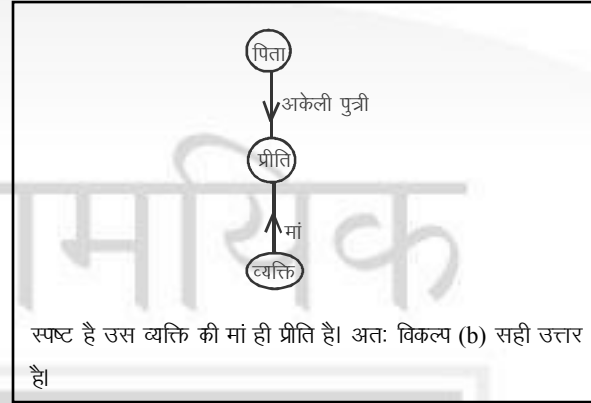 पिता
अकेली पुत्री
प्रीति
मां
व्यक्ति
स्पष्ट है उस व्यक्ति की मां ही प्रीति है। अतः विकल्प (b) सही उत्तर
है।